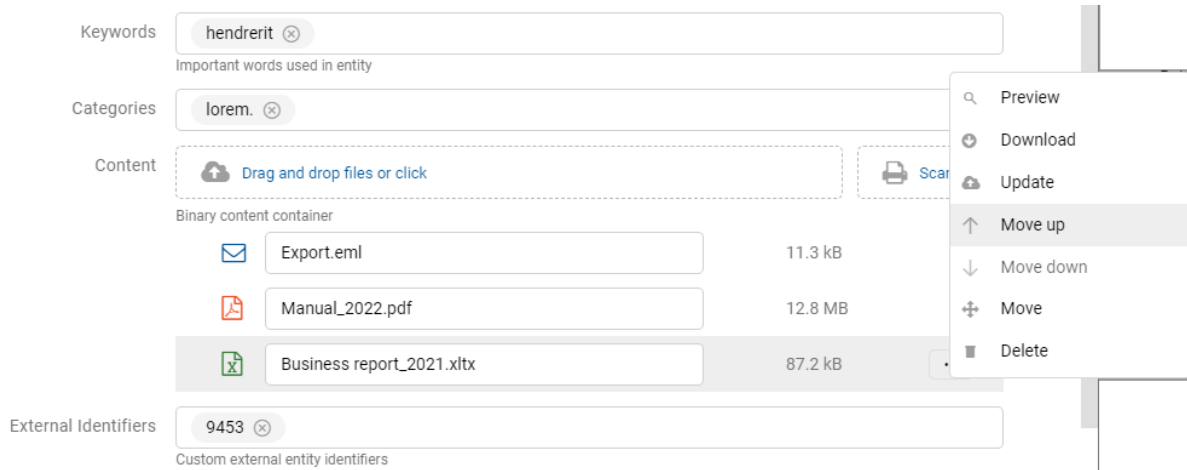 Keywords
hendrerit
Important words used in entity
Categories
lorem.
Content
Drag and drop files or click
Binary content container
Export.eml
11.3 kB
Manual_2022.pdf
12.8 MB
Business report_2021.xltx
87.2 kB
External Identifiers
9453
Custom external entity identifiers
Preview
Download
Update
Move up
Move down
Move
Delete